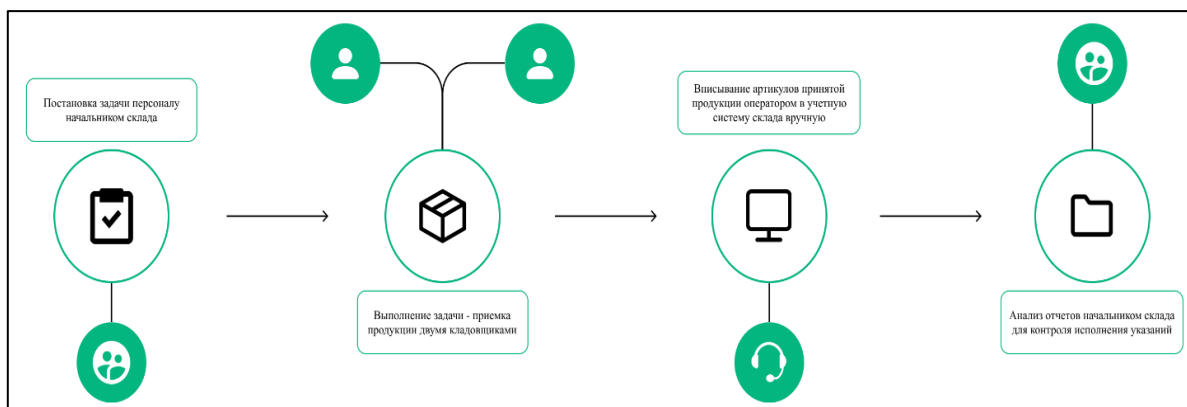 Постановка задачи персоналу
начальником склада
Выполнение задачи - приемка
продукции двумя кладовщиками
Вписывание артикулов принятой
продукции оператором в учетную
систему склада вручную
Анализ отчетов начальником склада
для контроля исполнения указаний